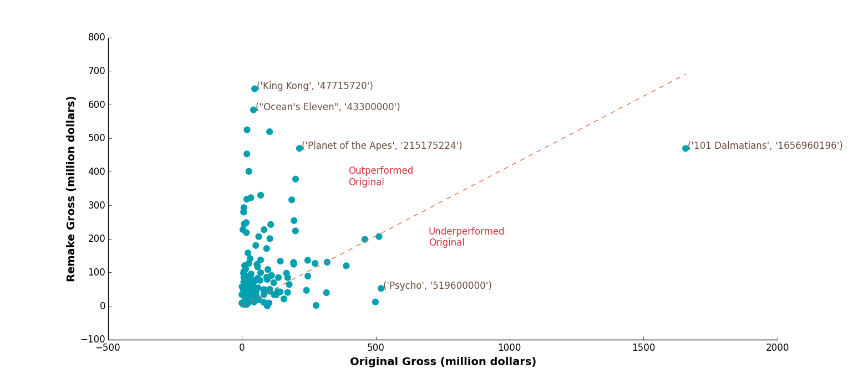 800
700
600
500
400
300
200
100
0
−100
−500
0
500
1000
1500
2000
Remake Gross (million dollars)
Original Gross (million dollars)
('King Kong', '47715720')
("Ocean's Eleven", '43300000')
('Planet of the Apes', '215175224')
('101 Dalmatians', '1656960196')
Outperformed
Original
Underperformed
Original
('Psycho', '519600000')